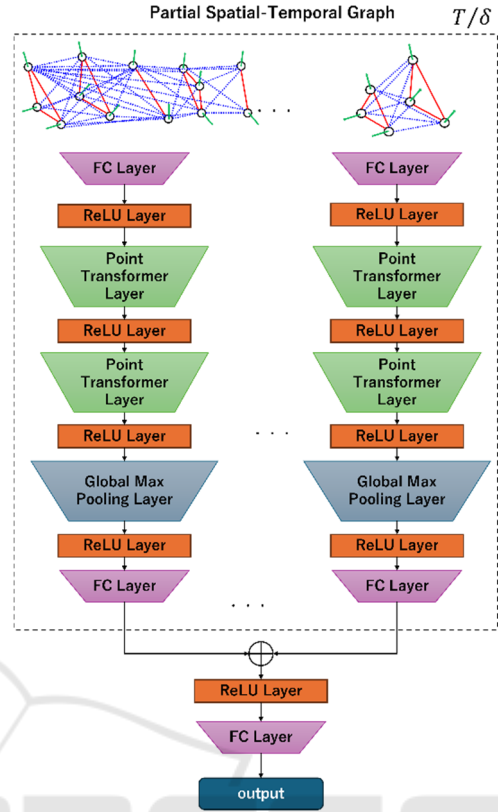 Partial Spatial-Temporal Graph
T/δ
. . .
FC Layer
FC Layer
ReLU Layer
ReLU Layer
Point
Transformer
Layer
Point
Transformer
Layer
ReLU Layer
ReLU Layer
Point
Transformer
Layer
Point
Transformer
Layer
ReLU Layer
. . .
ReLU Layer
Global Max
Pooling Layer
Global Max
Pooling Layer
ReLU Layer
ReLU Layer
FC Layer
FC Layer
. . .
ReLU Layer
FC Layer
output